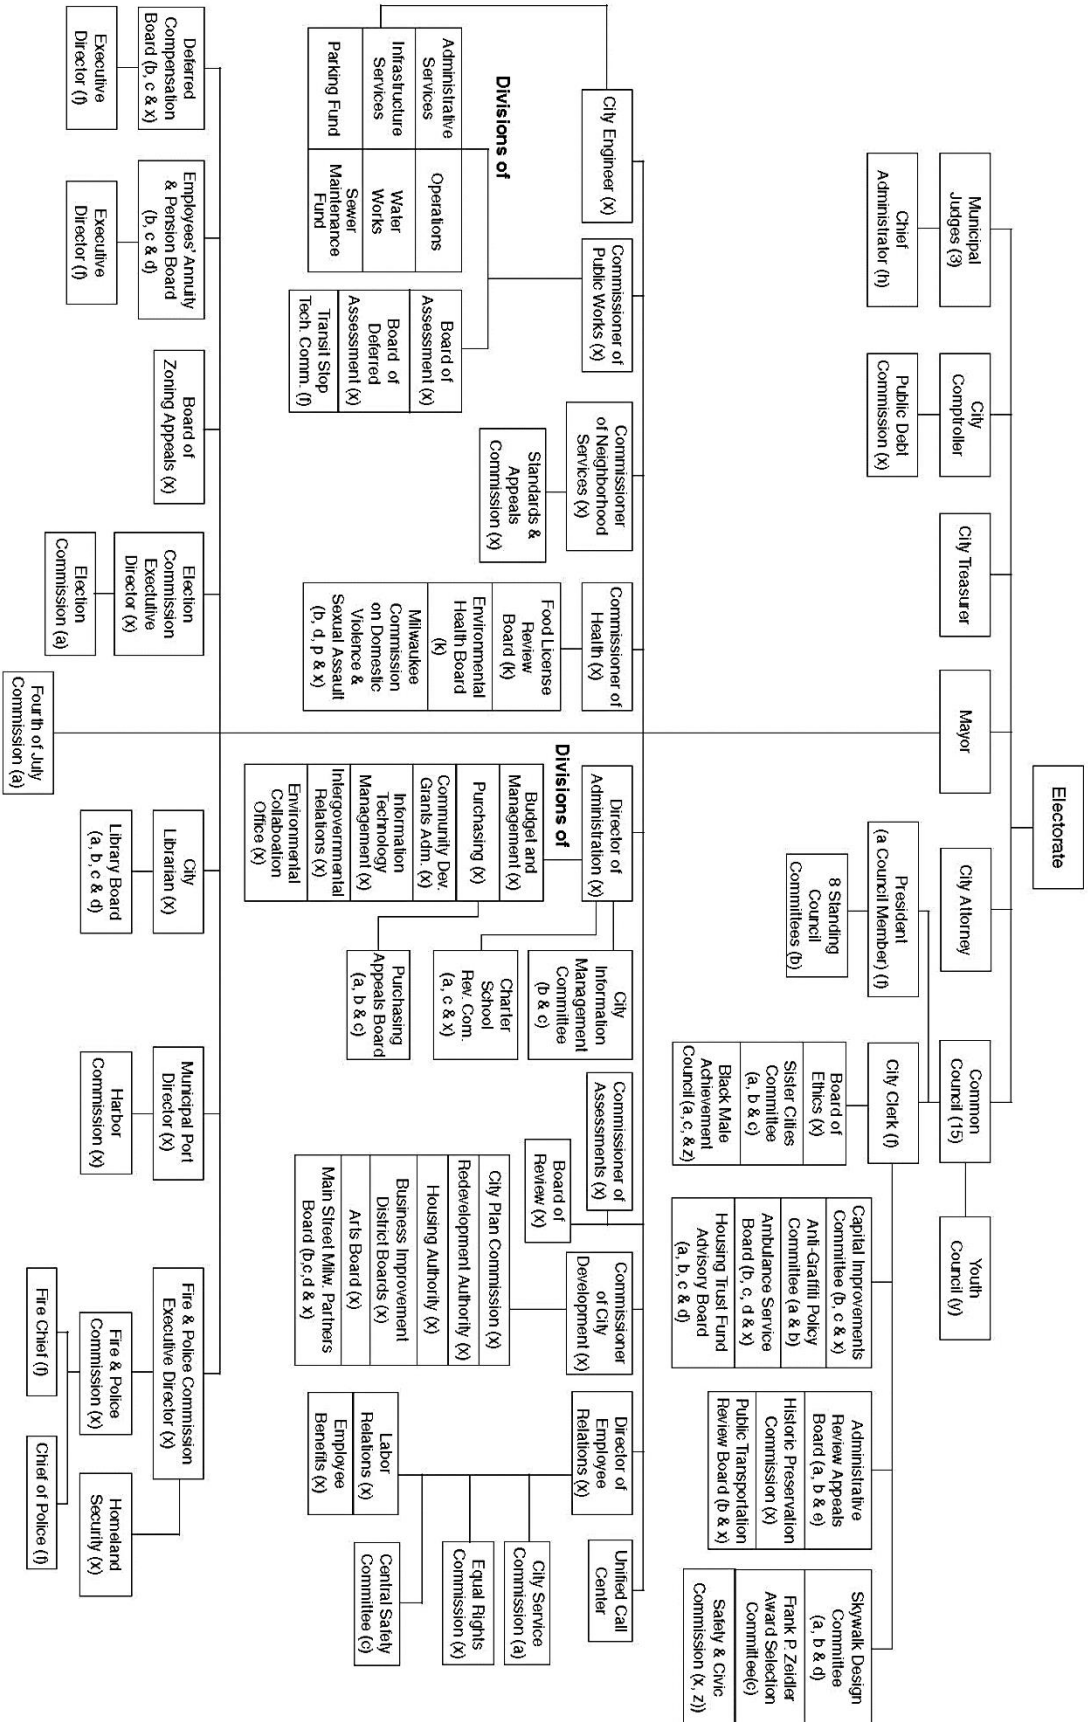 Electorate
Municipal
Judges (3)
Chief
Administrator (h)
City
Comptroller
Public Debt
Commission (x)
City Treasurer
Mayor
City Attorney
Common
Council (15)
Youth
Council (y)
President
(a Council Member) (f)
8 Standing
Council
Committees (b)
City Clerk (f)
Board of
Ethics (x)
Sister Cities
Committee
(a, b & c)
Black Male
Achievement
Council (a, c, & z)
Capital Improvements
Committee (b, c & x)
Anti-Graffiti Policy
Committee (a & b)
Ambulance Service
Board (b, c, d & x)
Housing Trust Fund
Advisory Board
(a, b, c & d)
Administrative
Review Appeals
Board (a, b & e)
Historic Preservation
Commission (x)
Public Transportation
Review Board (b & x)
Skywalk Design
Committee
(a, b & d)
Frank P. Zeidler
Award Selection
Committee(c)
Safety & Civic
Commission (x, z))
City Engineer (x)
Commissioner of
Public Works (x)
Divisions of
Administrative
Services
Operations
Infrastructure
Services
Water
Works
Parking Fund
Sewer
Maintenance
Fund
Board of
Assessment (x)
Board of
Deferred
Assessment (x)
Transit Stop
Tech. Comm. (f)
Commissioner
of Neighborhood
Services (x)
Standards &
Appeals
Commission (x)
Commissioner of
Health (x)
Food License
Review
Board (k)
Environmental
Health Board
(k)
Milwaukee
Commission
on Domestic
Violence &
Sexual Assault
(b, d, p & x)
Director of
Administration (x)
Divisions of
Budget and
Management (x)
Purchasing (x)
Community Dev.
Grants Adm. (x)
Information
Technology
Management (x)
Intergovernmental
Relations (x)
Environmental
Collaboation
Office (x)
City
Information
Management
Committee
(b & c)
Charter
School
Rev. Com.
(a, c & x)
Purchasing
Appeals Board
(a, b & c)
Commissioner of
Assessments (x)
Board of
Review (x)
Commissioner
of City
Development (x)
City Plan Commission (x)
Redevelopment Authority (x)
Housing Authority (x)
Business Improvement
District Boards (x)
Arts Board (x)
Main Street Milw. Partners
Board (b,c,d & x)
Director of
Employee
Relations (x)
Labor
Relations (x)
Employee
Benefits (x)
City Service
Commission (a)
Equal Rights
Commission (x)
Central Safety
Committee (c)
Unified Call
Center
Deferred
Compensation
Board (b, c & x)
Executive
Director (f)
Employees' Annuity
& Pension Board
(b, c & d)
Executive
Director (f)
Board of
Zoning Appeals (x)
Election
Commission
Exectutive
Director (x)
Election
Commission (a)
Fourth of July
Commission (a)
City
Librarian (x)
Library Board
(a, b, c & d)
Municipal Port
Director (x)
Harbor
Commission (x)
Fire & Police Commission
Executive Director (x)
Fire & Police
Commission (x)
Homeland
Security (x)
Fire Chief (f)
Chief of Police (f)